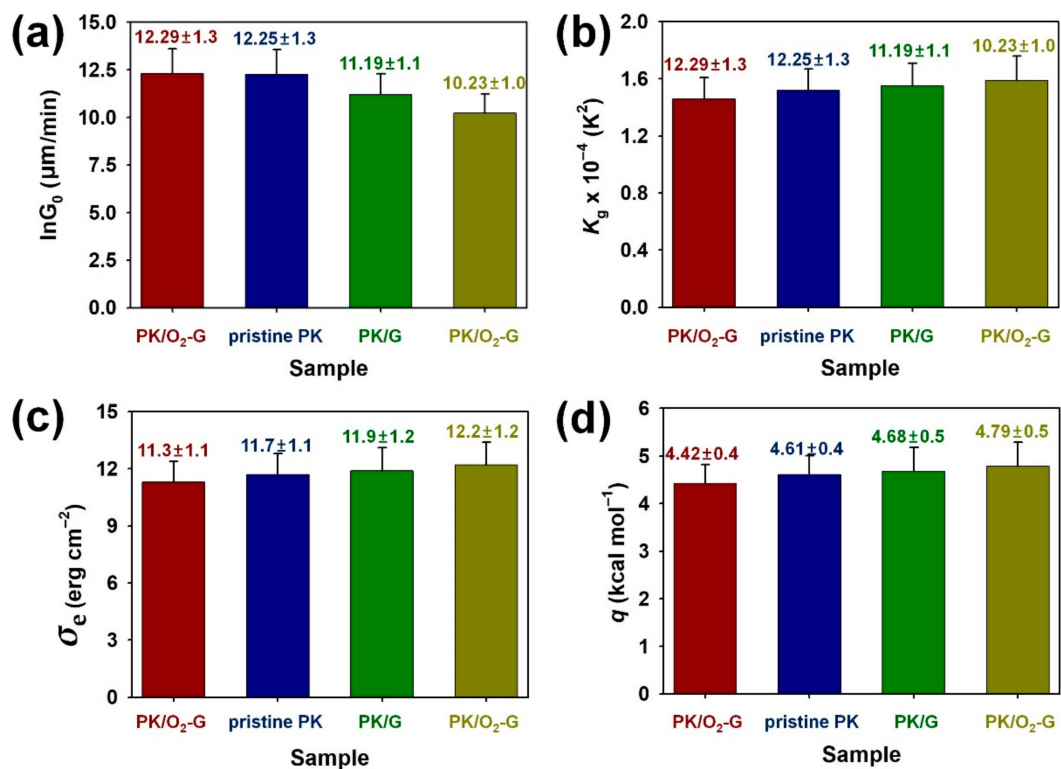 (a)
lnG₀ (µm/min)
15.0
12.5
10.0
7.5
5.0
2.5
0.0
12.29±1.3
12.25±1.3
11.19±1.1
10.23±1.0
PK/O₂-G pristine PK PK/G PK/O₂-G
Sample
(b)
K_g x 10⁻⁴ (K²)
2.0
1.6
1.2
0.8
0.4
0.0
12.29±1.3
12.25±1.3
11.19±1.1
10.23±1.0
PK/O₂-G pristine PK PK/G PK/O₂-G
Sample
(c)
σₑ (erg cm⁻²)
15
12
9
6
3
0
11.3±1.1
11.7±1.1
11.9±1.2
12.2±1.2
PK/O₂-G pristine PK PK/G PK/O₂-G
Sample
(d)
q (kcal mol⁻¹)
6
5
4
3
2
1
0
4.42±0.4
4.61±0.4
4.68±0.5
4.79±0.5
PK/O₂-G pristine PK PK/G PK/O₂-G
Sample